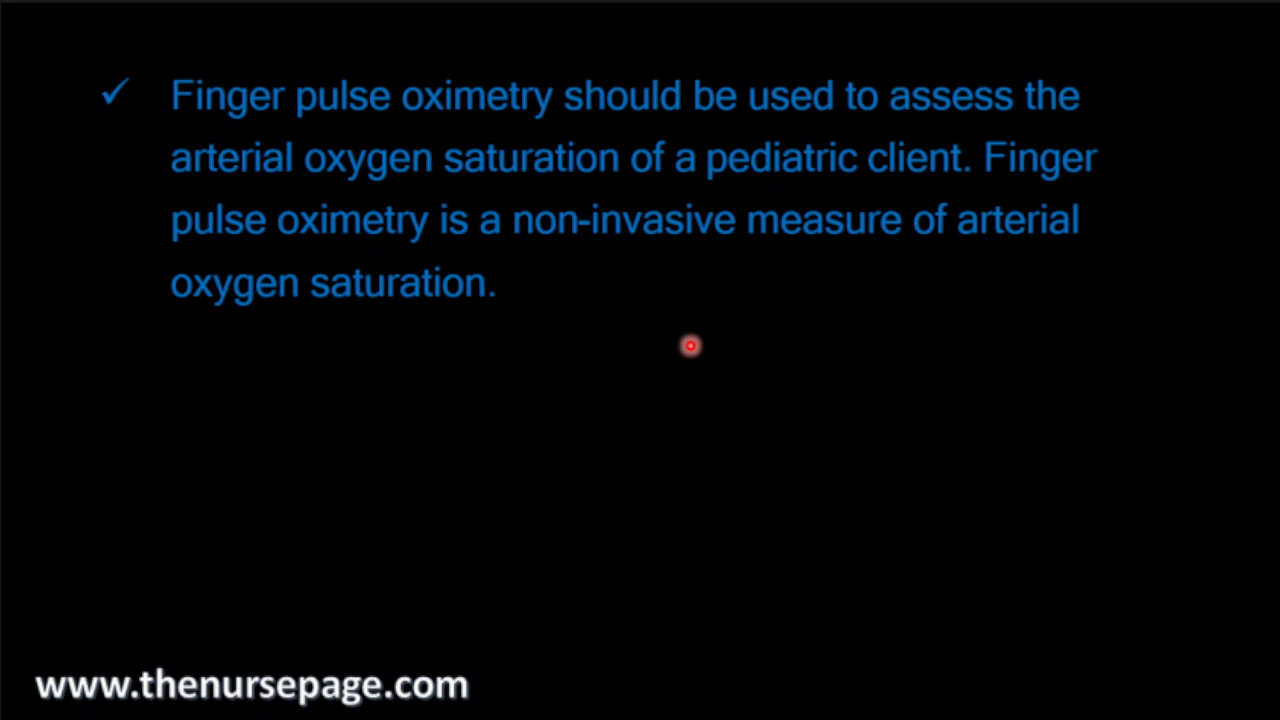 ✓ Finger pulse oximetry should be used to assess the
arterial oxygen saturation of a pediatric client. Finger
pulse oximetry is a non-invasive measure of arterial
oxygen saturation.
www.thenursepage.com